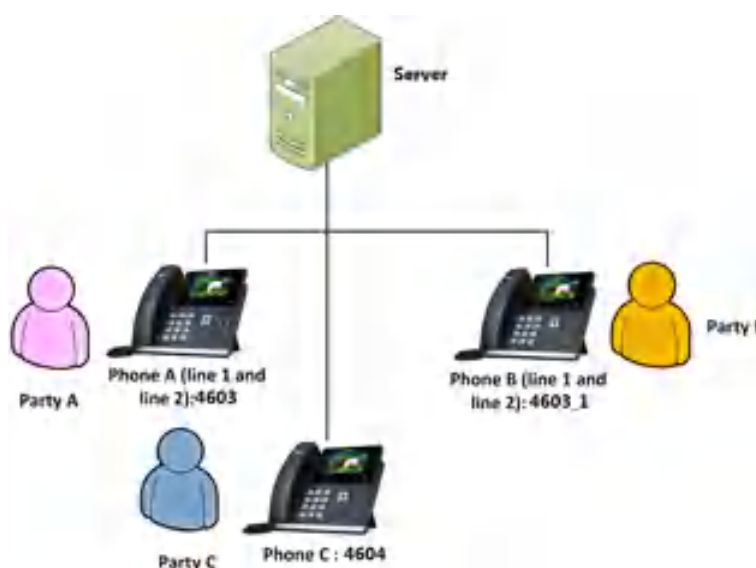 Server
Phone A (line 1 and
line 2):4603
Party A
Phone B (line 1 and
line 2): 4603_1
Party
Phone C : 4604
Party C